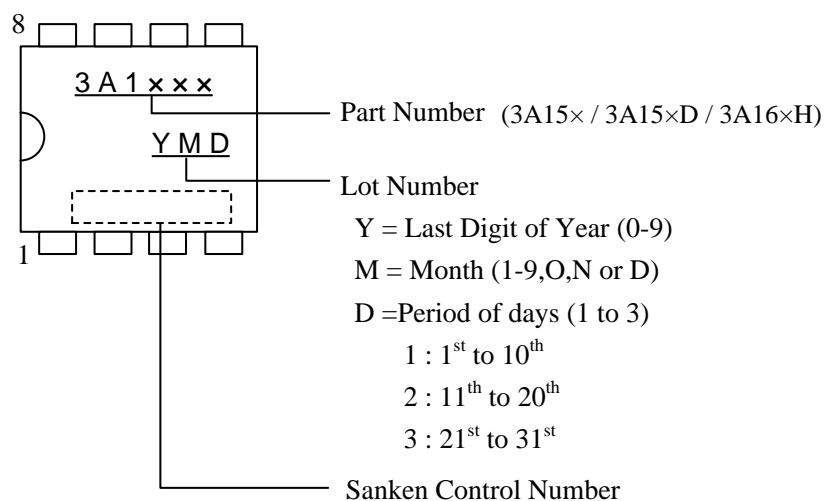 8
3 A 1 × × ×
Part Number (3A15× / 3A15×D / 3A16×H)
Y M D
Lot Number
Y = Last Digit of Year (0-9)
1
M = Month (1-9,O,N or D)
D =Period of days (1 to 3)
1 : 1st to 10th
2 : 11th to 20th
3 : 21st to 31st
Sanken Control Number